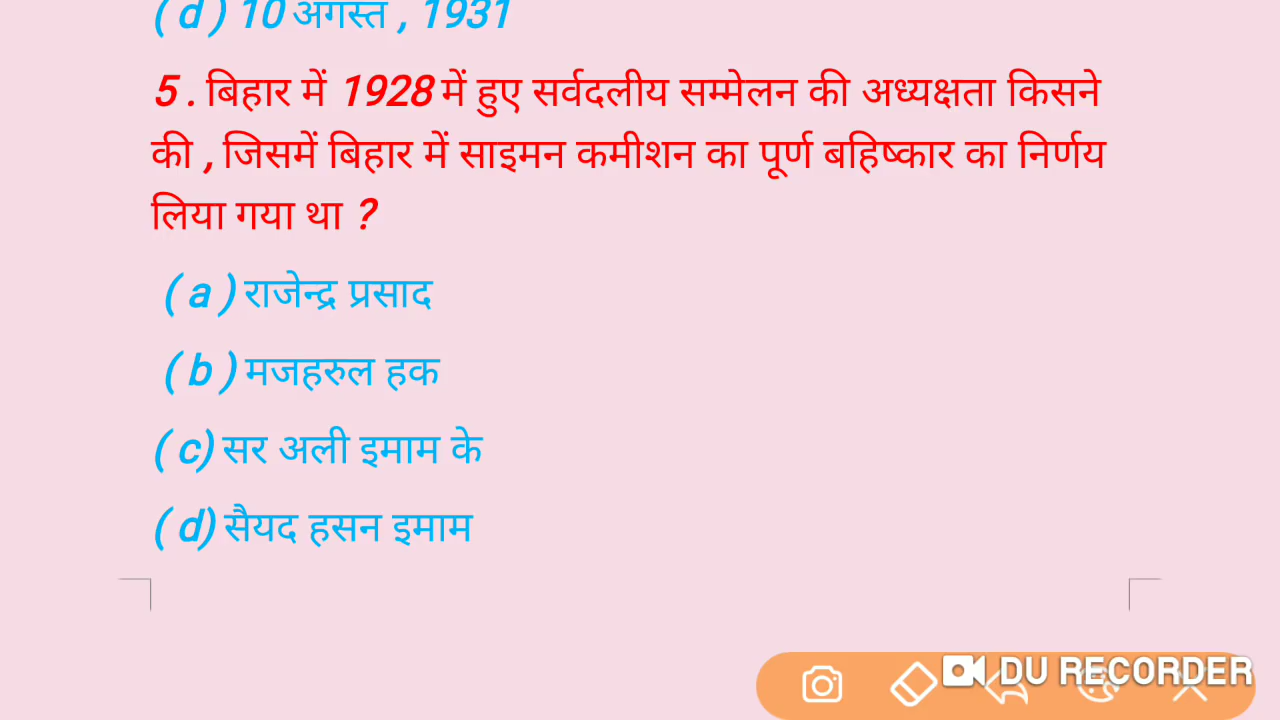 ( d ) 10 अगस्त , 1931
5 . बिहार में 1928 में हुए सर्वदलीय सम्मेलन की अध्यक्षता किसने
की , जिसमें बिहार में साइमन कमीशन का पूर्ण बहिष्कार का निर्णय
लिया गया था ?
( a ) राजेन्द्र प्रसाद
( b ) मजहरुल हक
( c) सर अली इमाम के
( d) सैयद हसन इमाम
DU RECORDER